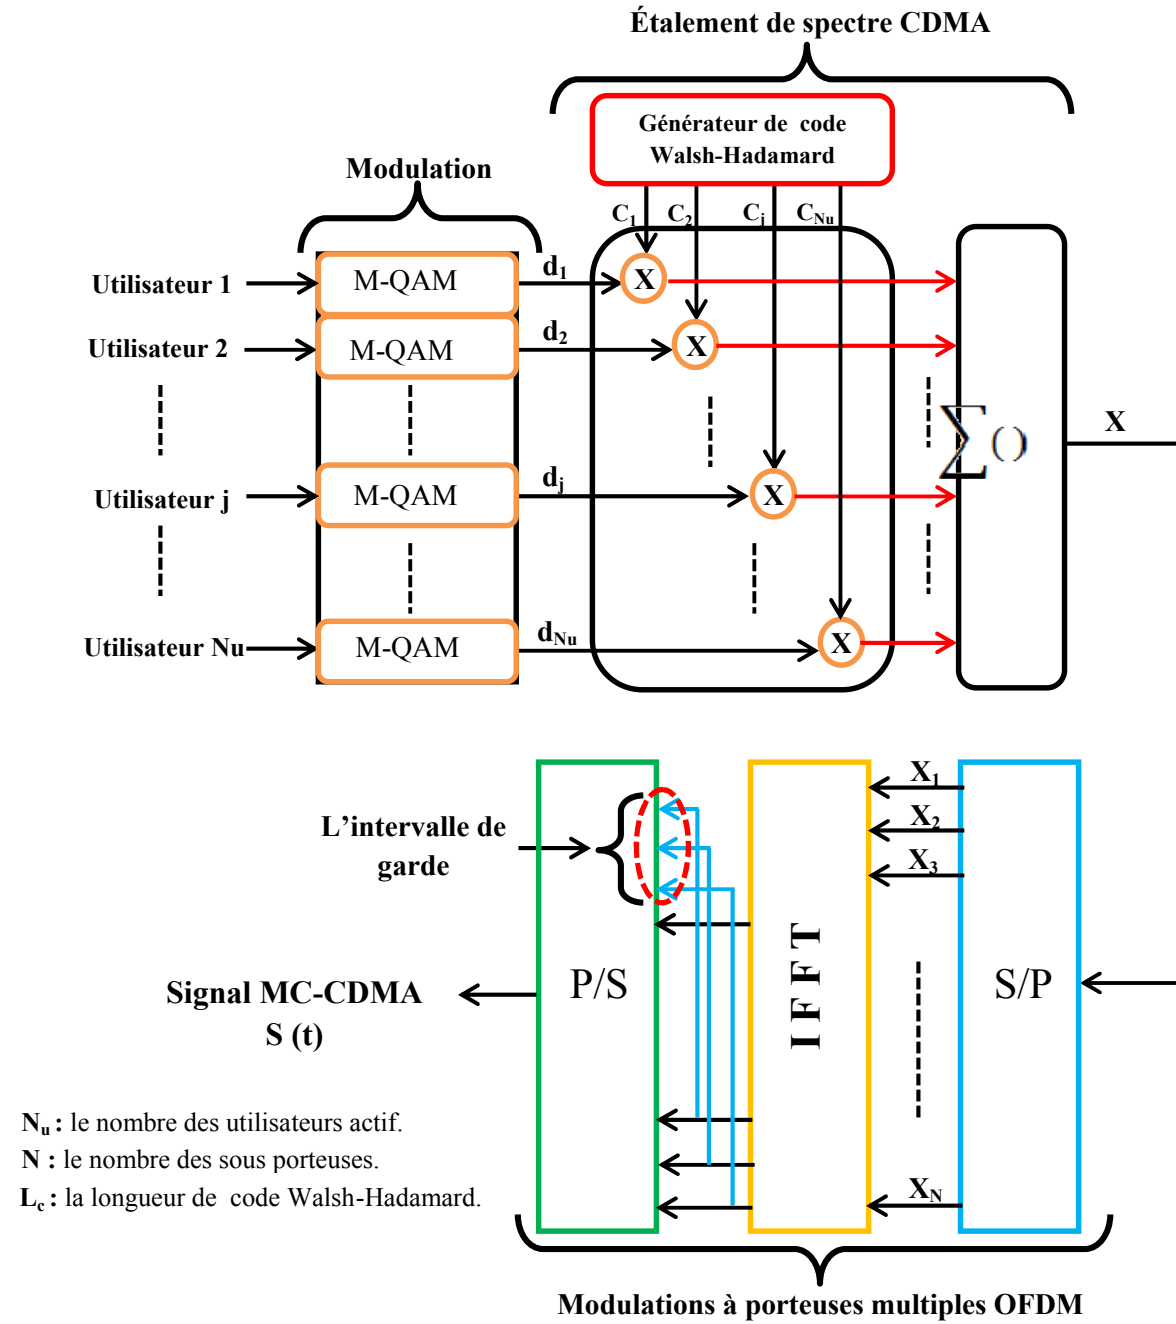 Étalement de spectre CDMA
Générateur de code
Walsh-Hadamard
Modulation
C1 C2 Cj CNu
Utilisateur 1 M-QAM d1 X
Utilisateur 2 M-QAM d2 X
∑() X
Utilisateur j M-QAM dj X
Utilisateur Nu M-QAM dNu X
X1
X2
X3
L'intervalle de
garde
P/S
IFFT
S/P
Signal MC-CDMA
S (t)
XN
Nu : le nombre des utilisateurs actif.
N : le nombre des sous porteuses.
Lc : la longueur de code Walsh-Hadamard.
Modulations à porteuses multiples OFDM